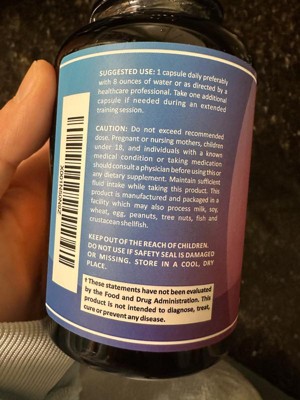 SUGGESTED USE: 1 capsule daily preferably
with 8 ounces of water or as directed by a
healthcare professional. Take one additional
capsule if needed during an extended
training session.
CAUTION: Do not exceed recommended
dose. Pregnant or nursing mothers, children
under 18, and individuals with a known
medical condition or taking medication
should consult a physician before using this or
any dietary supplement. Maintain sufficient
fluid intake while taking this product. This
product is manufactured and packaged in a
facility which may also process milk, soy,
wheat, egg, peanuts, tree nuts, fish and
crustacean shellfish.
KEEP OUT OF THE REACH OF CHILDREN.
DO NOT USE IF SAFETY SEAL IS DAMAGED
OR MISSING. STORE IN A COOL, DRY
PLACE.
† These statements have not been evaluated
by the Food and Drug Administration. This
product is not intended to diagnose, treat,
cure or prevent any disease.